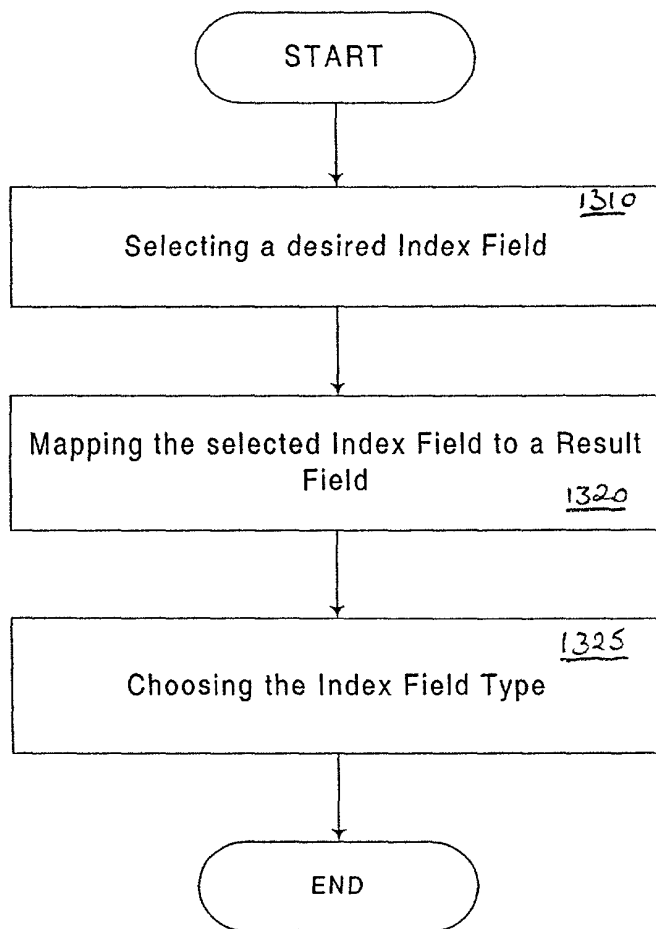 START
1310
Selecting a desired Index Field
Mapping the selected Index Field to a Result
Field
1320
1325
Choosing the Index Field Type
END